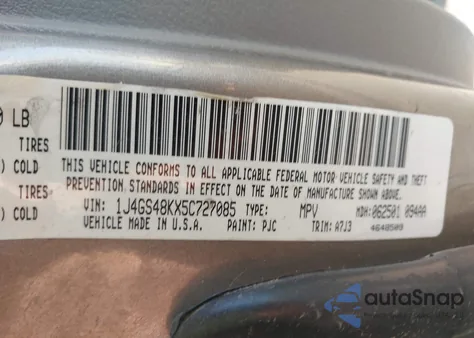 0 LB
TIRES
) COLD
TIRES
) COLD
THIS VEHICLE CONFORMS TO ALL APPLICABLE FEDERAL MOTOR VEHICLE SAFETY AND THEFT
PREVENTION STANDARDS IN EFFECT ON THE DATE OF MANUFACTURE SHOWN ABOVE.
VIN: 1J4GS48KX5C727085 TYPE: MPV MDH: 062501 094AA
VEHICLE MADE IN U.S.A. PAINT: PJC TRIM: A7J3 4648509
autoSnap